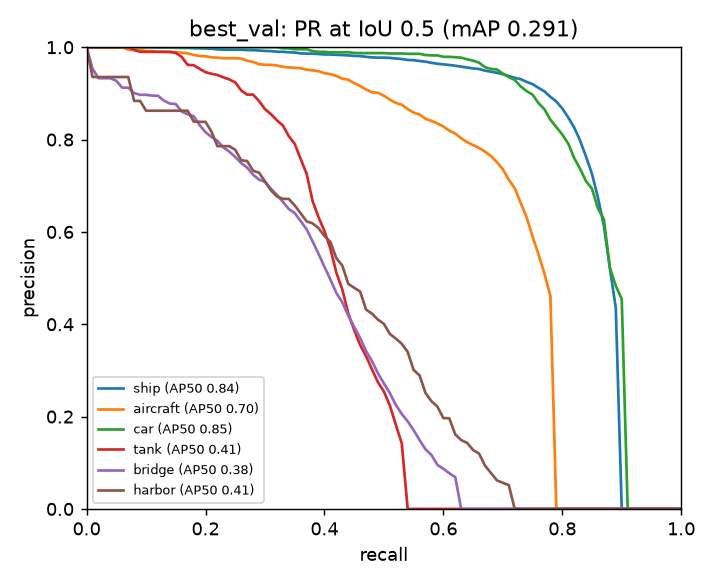 best_val: PR at IoU 0.5 (mAP 0.291)
1.0
0.8
0.6
0.4
0.2
0.0
precision
ship (AP50 0.84)
aircraft (AP50 0.70)
car (AP50 0.85)
tank (AP50 0.41)
bridge (AP50 0.38)
harbor (AP50 0.41)
0.0 0.2 0.4 0.6 0.8 1.0
recall